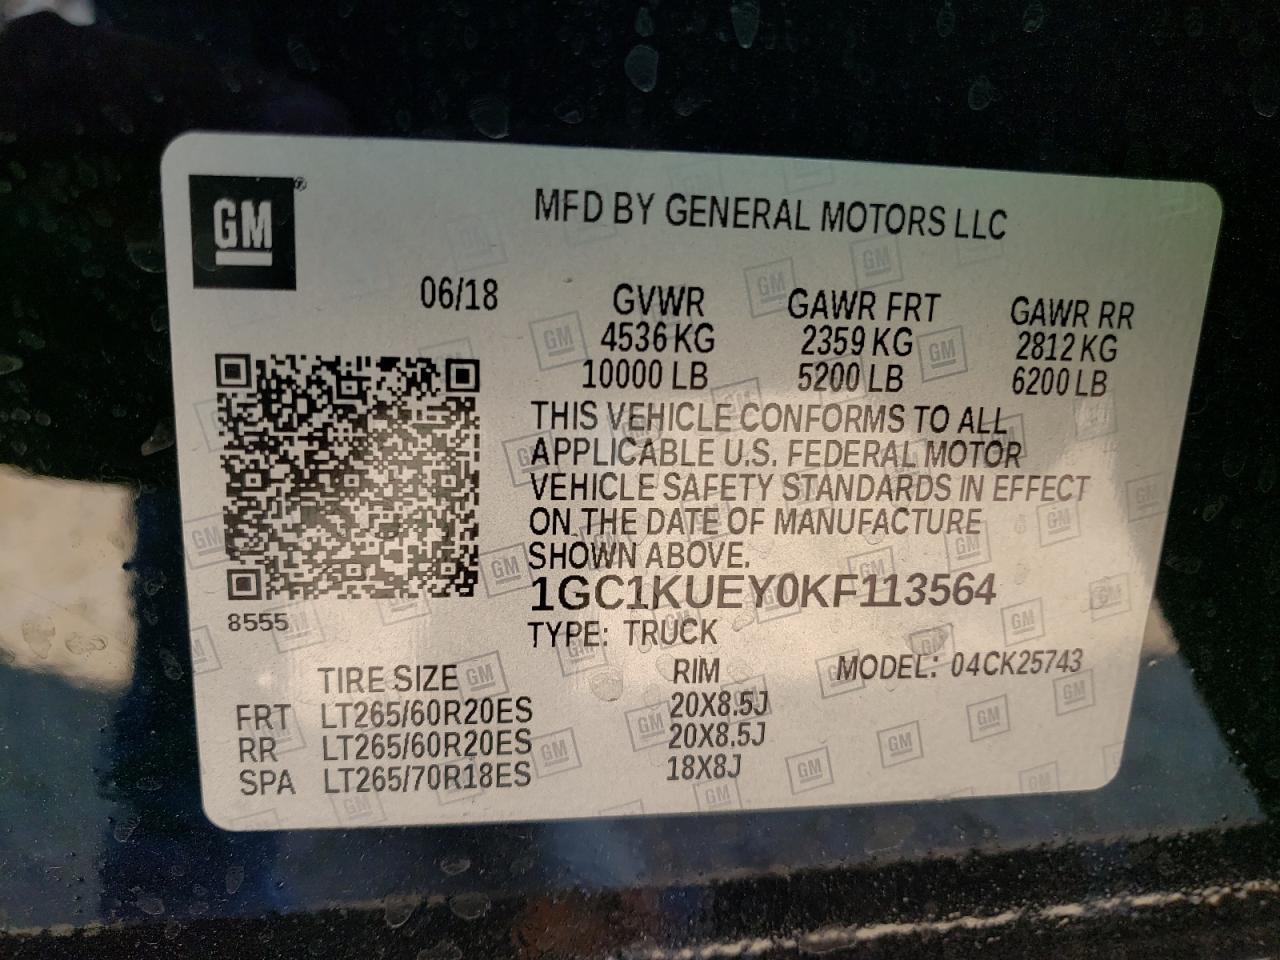 GM
MFD BY GENERAL MOTORS LLC
06/18 GVWR GAWR FRT GAWR RR
4536 KG 2359 KG 2812 KG
10000 LB 5200 LB 6200 LB
THIS VEHICLE CONFORMS TO ALL
APPLICABLE U.S. FEDERAL MOTOR
VEHICLE SAFETY STANDARDS IN EFFECT
ON THE DATE OF MANUFACTURE
SHOWN ABOVE.
1GC1KUEY0KF113564
8555
TYPE: TRUCK
TIRE SIZE RIM MODEL: 04CK25743
FRT LT265/60R20ES 20X8.5J
RR LT265/60R20ES 20X8.5J
SPA LT265/70R18ES 18X8J